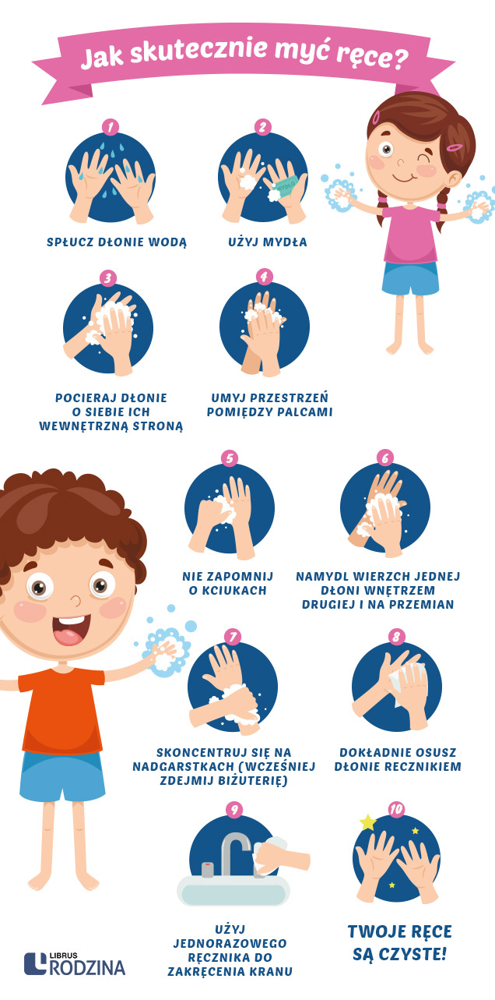 Jak skutecznie myć ręce?
1
SPŁUCZ DŁONIE WODĄ
2
MYDŁO
UŻYJ MYDŁA
3
POCIERAJ DŁONIE
O SIEBIE ICH
WEWNĘTRZNĄ STRONĄ
4
UMYJ PRZESTRZEŃ
POMIĘDZY PALCAMI
5
NIE ZAPOMNIJ
O KCIUKACH
6
NAMYDL WIERZCH JEDNEJ
DŁONI WNĘTRZEM
DRUGIEJ I NA PRZEMIAN
7
SKONCENTRUJ SIĘ NA
NADGARSTKACH (WCZEŚNIEJ
ZDEJMIJ BIŻUTERIĘ)
8
DOKŁADNIE OSUSZ
DŁONIE RECZNIKIEM
9
UŻYJ
JEDNORAZOWEGO
RĘCZNIKA DO
ZAKRĘCENIA KRANU
10
TWOJE RĘCE
SĄ CZYSTE!
LIBRUS
RODZINA